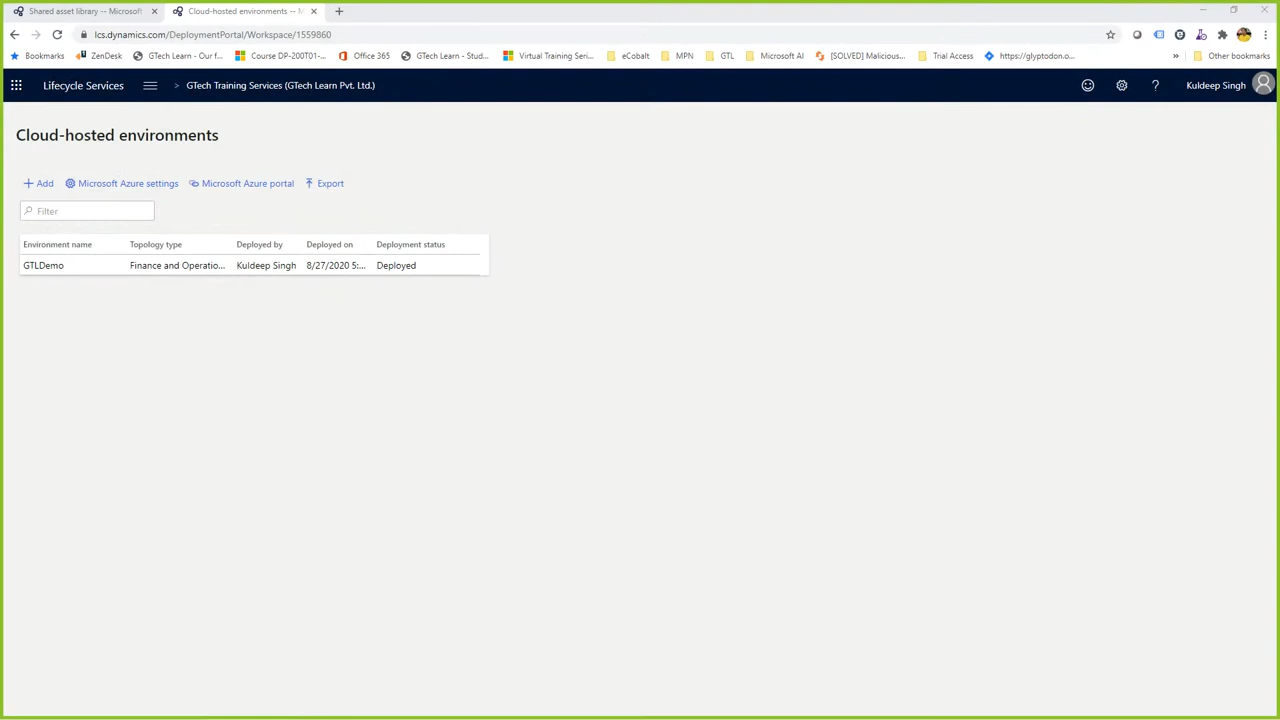 Shared asset library -- Microsoft
Cloud-hosted environments -- M
lcs.dynamics.com/DeploymentPortal/Workspace/1559860
Bookmarks ZenDesk GTech Learn - Our f... Course DP-200T01-... Office 365 GTech Learn - Stud... Virtual Training Seri... eCobalt MPN GTL Microsoft AI [SOLVED] Malicious... Trial Access https://glyptodon.o... » Other bookmarks
Lifecycle Services > GTech Training Services (GTech Learn Pvt. Ltd.) ? Kuldeep Singh
Cloud-hosted environments
+ Add Microsoft Azure settings Microsoft Azure portal Export
Filter
Environment name Topology type Deployed by Deployed on Deployment status
GTLDemo Finance and Operatio... Kuldeep Singh 8/27/2020 5:... Deployed